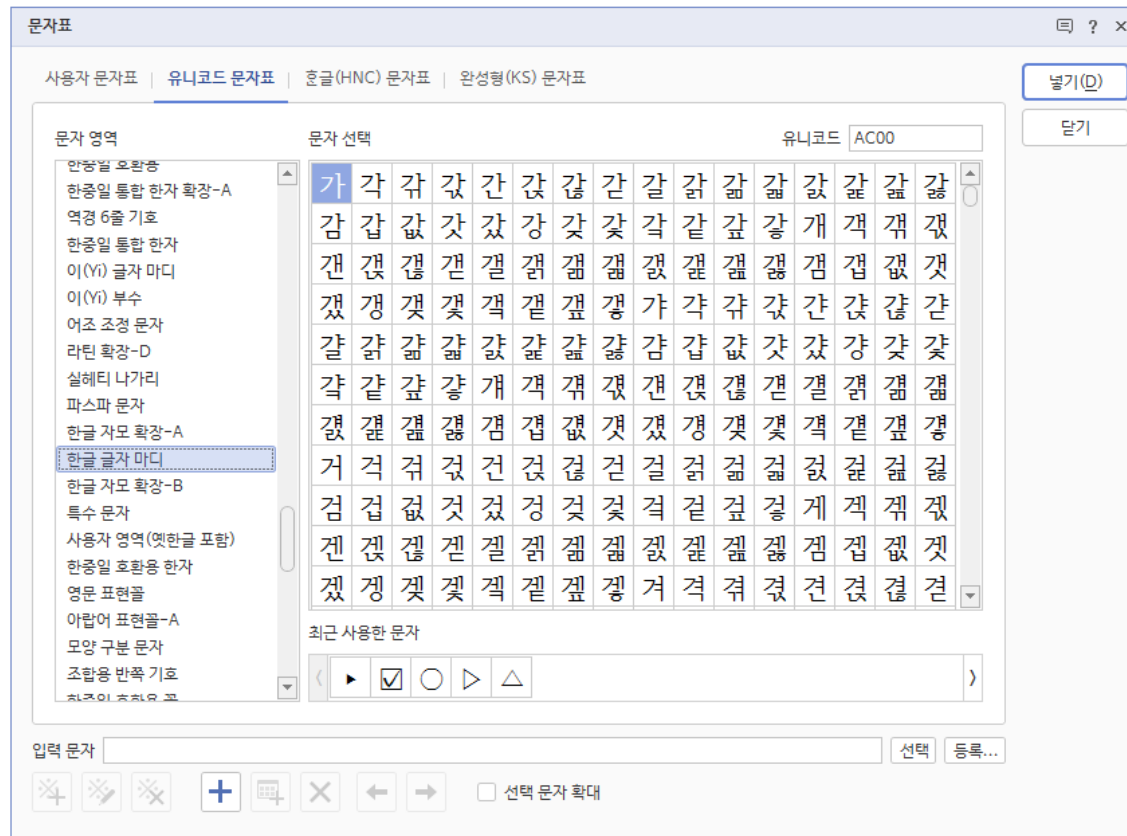 문자표
사용자 문자표 유니코드 문자표 혼글(HNC) 문자표 완성형(KS) 문자표
넣기(D)
닫기
문자 영역
한중일 호환용
한중일 통합 한자 확장-A
역경 6줄 기호
한중일 통합 한자
이(Yi) 글자 마디
이(Yi) 부수
어조 조정 문자
라틴 확장-D
실헤티 나가리
파스파 문자
한글 자모 확장-A
한글 글자 마디
한글 자모 확장-B
특수 문자
사용자 영역(옛한글 포함)
한중일 호환용 한자
영문 표현꼴
아랍어 표현꼴-A
모양 구분 문자
조합용 반쪽 기호
문자 선택
유니코드 AC00
가 각 갂 갃 간 갅 갆 갇 갈 갉 갊 갋 갌 갍 갎 갏
감 갑 값 갓 갔 강 갖 갗 갘 같 갚 갛 개 객 갞 갟
갠 갡 갢 갣 갤 갥 갦 갧 갨 갩 갪 갫 갬 갭 갮 갯
갰 갱 갲 갳 갴 갵 갶 갷 갸 갹 갺 갻 갼 갽 갾 갿
걀 걁 걂 걃 걄 걅 걆 걇 걈 걉 걊 걋 걌 걍 걎 걏
걐 걑 걒 걓 걔 걕 걖 걗 걘 걙 걚 걛 걜 걝 걞 걟
걠 걡 걢 걣 걤 걥 걦 걧 걨 걩 걪 걫 걬 걭 걮 걯
거 걱 걲 걳 건 걵 걶 걷 걸 걹 걺 걻 걼 걽 걾 걿
검 겁 겂 것 겄 겅 겆 겇 겈 겉 겊 겋 게 겍 겎 겏
겐 겑 겒 겓 겔 겕 겖 겗 겘 겙 겚 겛 겜 겝 겞 겟
겠 겡 겢 겣 겤 겥 겦 겧 겨 격 겪 겫 견 겭 겮 겯
최근 사용한 문자
▶ ☑ ○ ▷ △
입력 문자
선택 등록...
선택 문자 확대